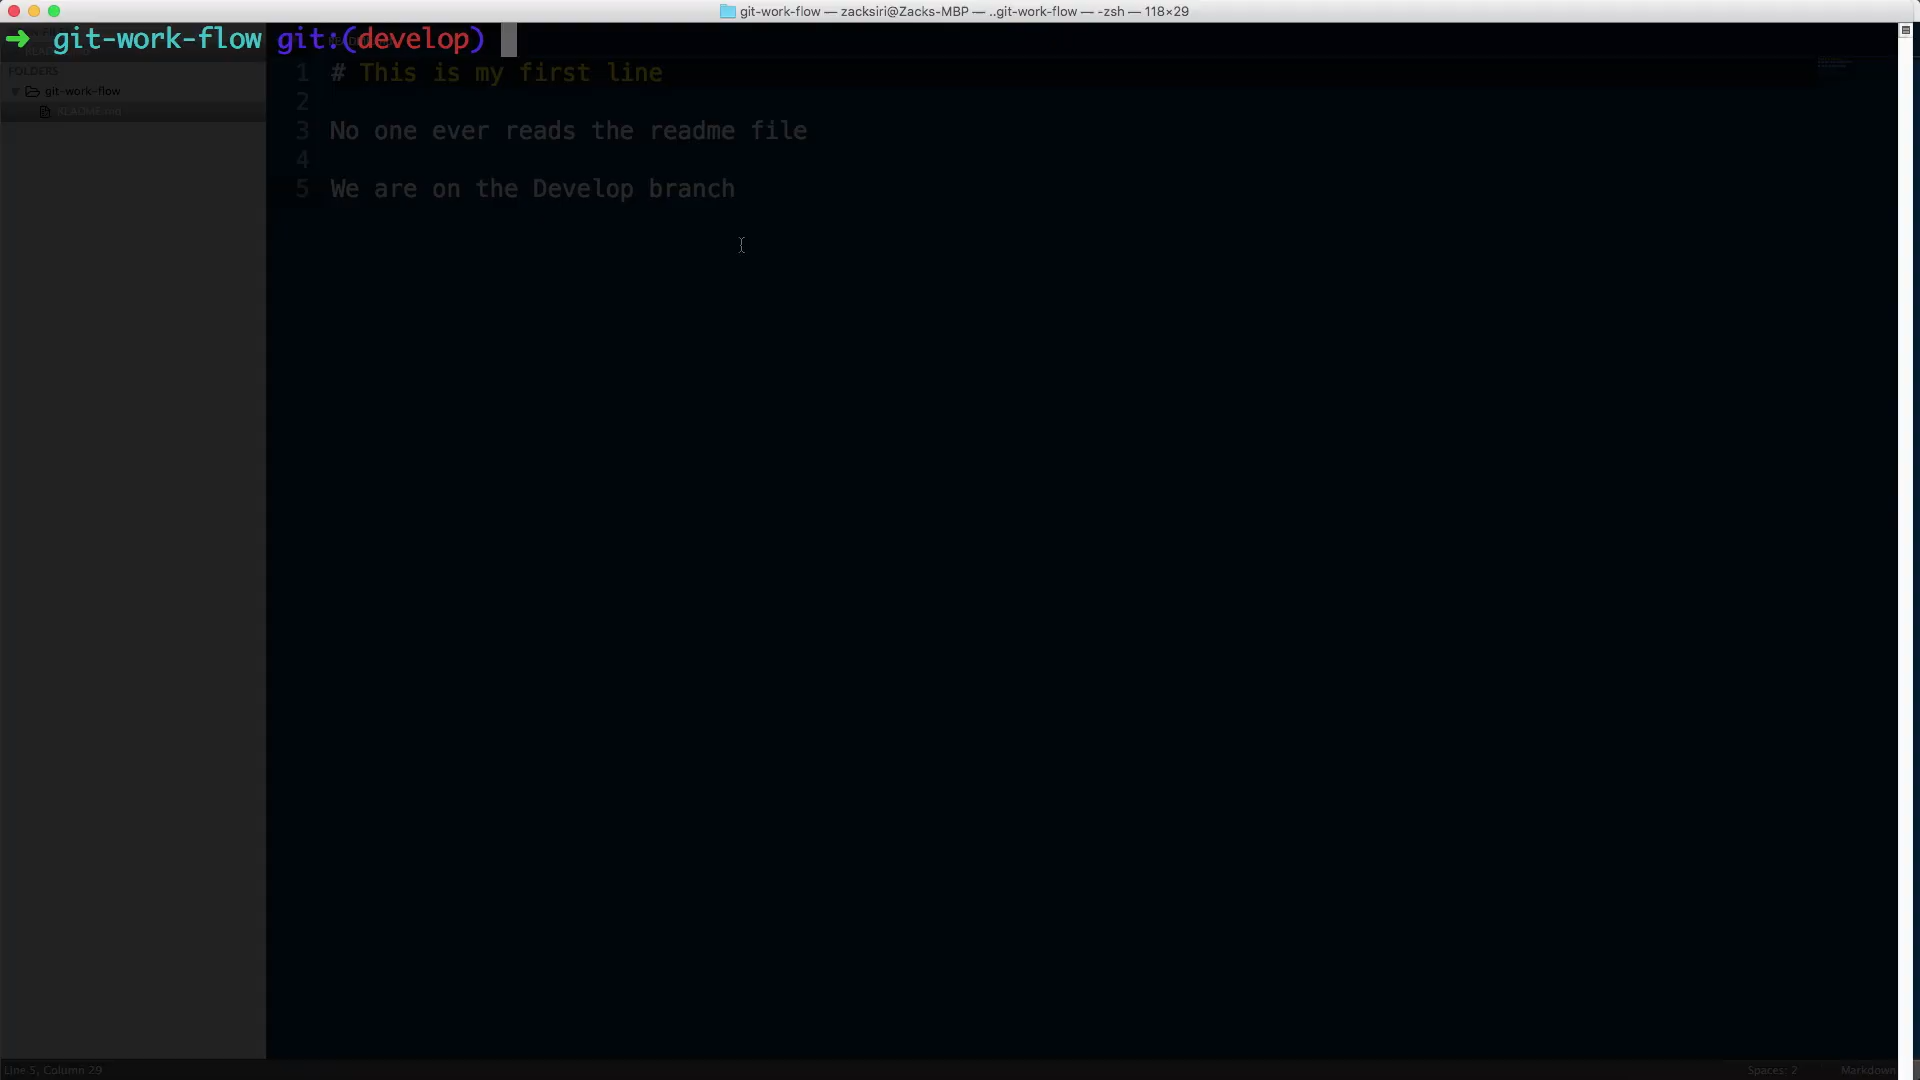 git-work-flow — zacksiri@Zacks-MBP — ..git-work-flow — -zsh — 118×29
➜ git-work-flow git:(develop)
FOLDERS
git-work-flow
README.md
1 # This is my first line
2
3 No one ever reads the readme file
4
5 We are on the Develop branch
Line 5, Column 29
Spaces: 2
Markdown